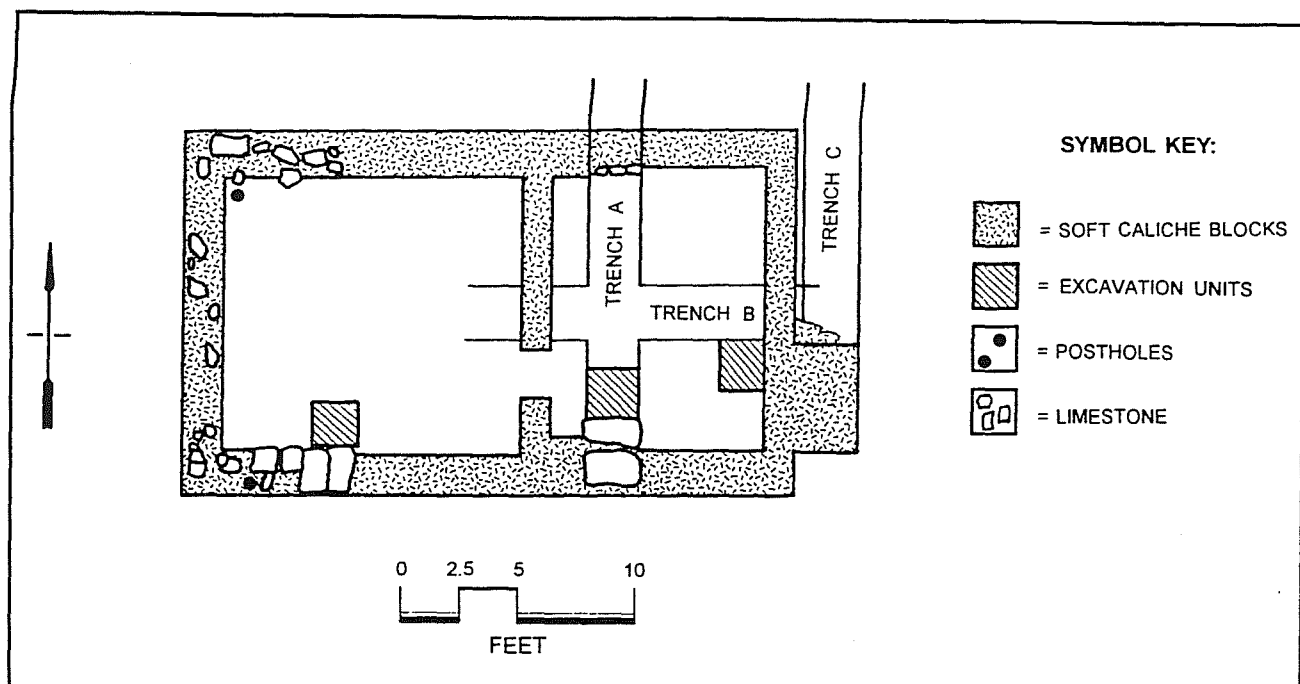 TRENCH A
TRENCH B
TRENCH C
SYMBOL KEY:
= SOFT CALICHE BLOCKS
= EXCAVATION UNITS
= POSTHOLES
= LIMESTONE
0 2.5 5 10
FEET